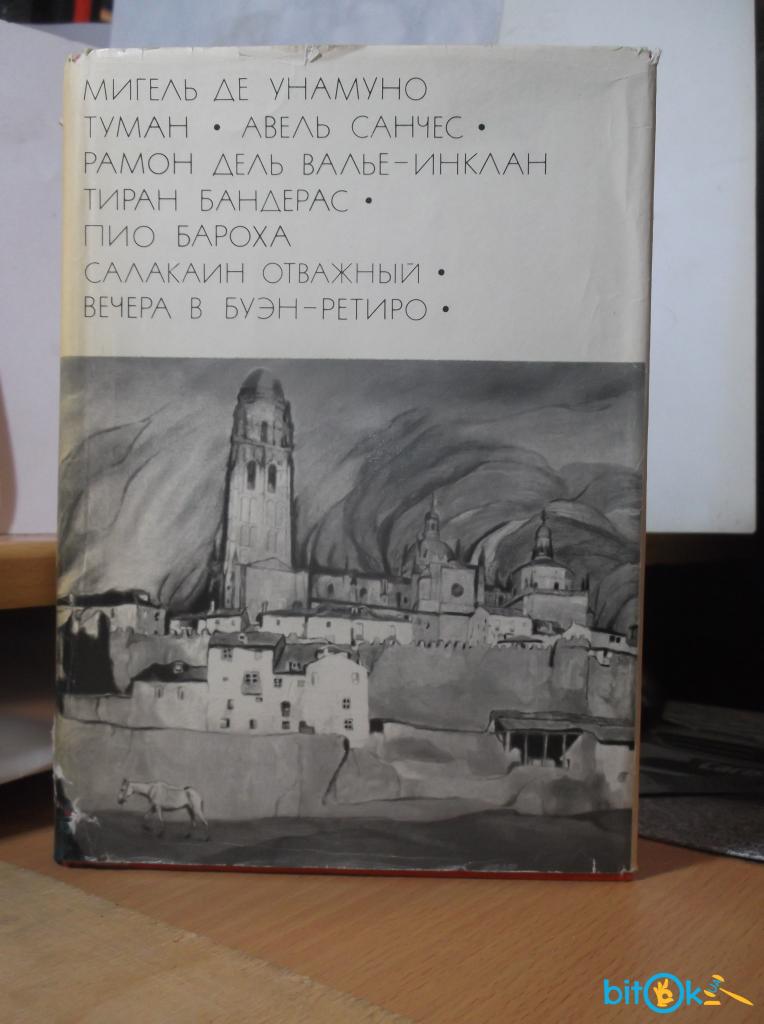 МИГЕЛЬ ДЕ УНАМУНО
ТУМАН • АВЕЛЬ САНЧЕС •
РАМОН ДЕЛЬ ВАЛЬЕ-ИНКЛАН
ТИРАН БАНДЕРАС •
ПИО БАРОХА
САЛАКАИН ОТВАЖНЫЙ •
ВЕЧЕРА В БУЭН-РЕТИРО •
bitOk